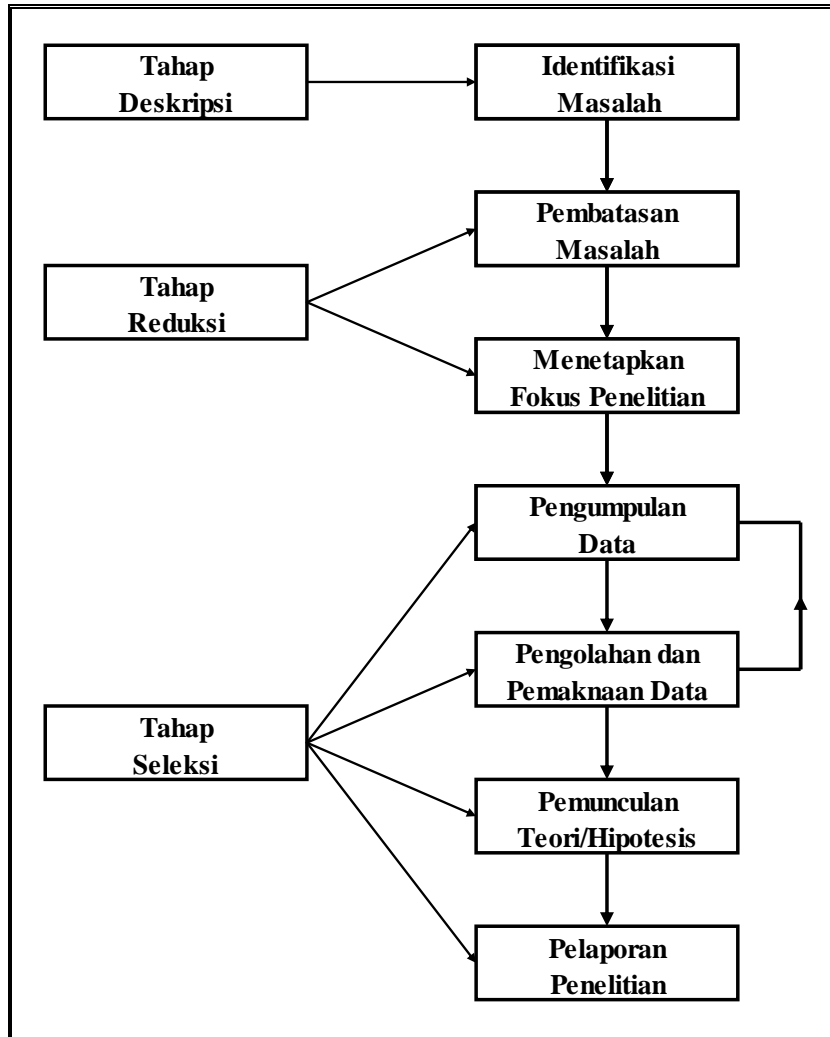 Tahap
Deskripsi
Identifikasi
Masalah
Pembatasan
Masalah
Tahap
Reduksi
Menetapkan
Fokus Penelitian
Pengumpulan
Data
Pengolahan dan
Pemaknaan Data
Tahap
Seleksi
Pemunculan
Teori/Hipotesis
Pelaporan
Penelitian